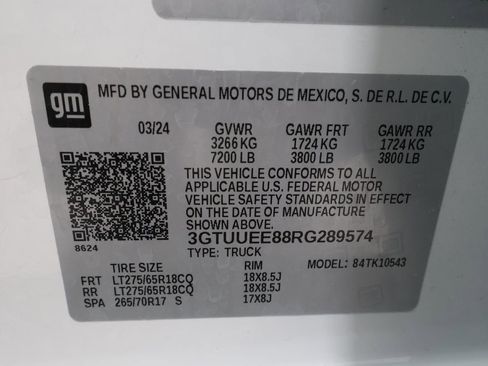 gm
MFD BY GENERAL MOTORS DE MEXICO, S. DE R.L. DE C.V.
03/24 GVWR GAWR FRT GAWR RR
3266 KG 1724 KG 1724 KG
7200 LB 3800 LB 3800 LB
THIS VEHICLE CONFORMS TO ALL
APPLICABLE U.S. FEDERAL MOTOR
VEHICLE SAFETY STANDARDS IN EFFECT
ON THE DATE OF MANUFACTURE
SHOWN ABOVE.
8624
3GTUUEE88RG289574
TYPE: TRUCK MODEL: 84TK10543
TIRE SIZE RIM
FRT LT275/65R18CQ 18X8.5J
RR LT275/65R18CQ 18X8.5J
SPA 265/70R17 S 17X8J